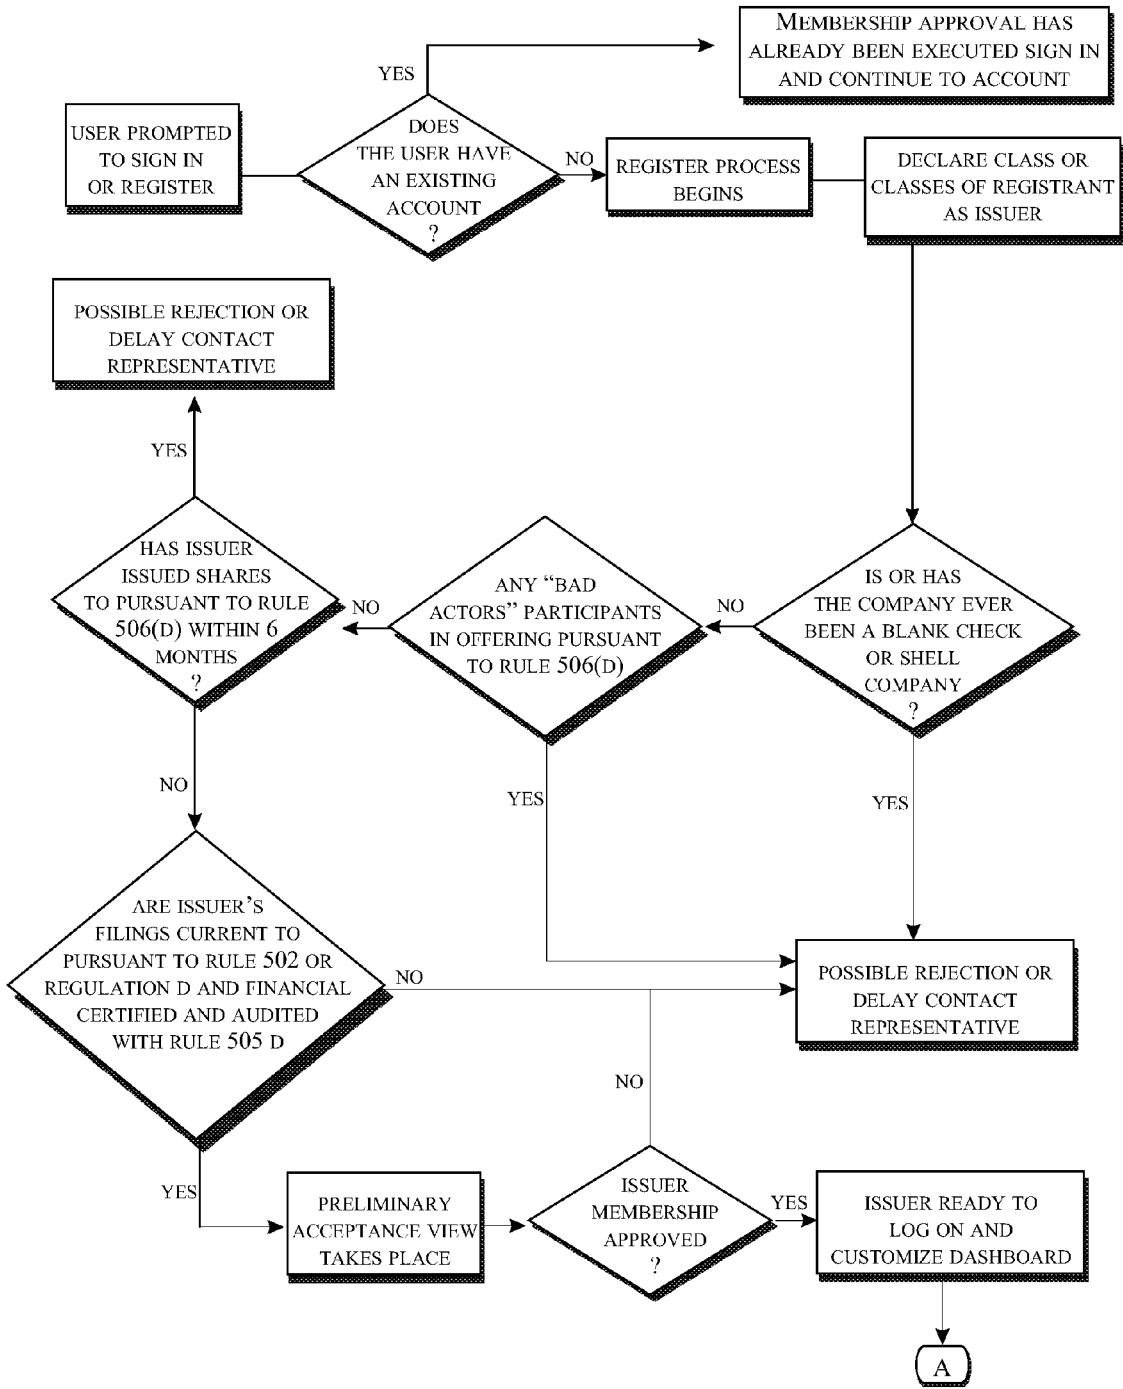 MEMBERSHIP APPROVAL HAS
ALREADY BEEN EXECUTED SIGN IN
AND CONTINUE TO ACCOUNT
YES
USER PROMPTED
TO SIGN IN
OR REGISTER
DOES
THE USER HAVE
AN EXISTING
ACCOUNT
?
NO
REGISTER PROCESS
BEGINS
DECLARE CLASS OR
CLASSES OF REGISTRANT
AS ISSUER
POSSIBLE REJECTION OR
DELAY CONTACT
REPRESENTATIVE
YES
HAS ISSUER
ISSUED SHARES
TO PURSUANT TO RULE
506(D) WITHIN 6
MONTHS
?
NO
ANY “BAD
ACTORS” PARTICIPANTS
IN OFFERING PURSUANT
TO RULE 506(D)
NO
IS OR HAS
THE COMPANY EVER
BEEN A BLANK CHECK
OR SHELL
COMPANY
?
NO
YES
YES
ARE ISSUER’S
FILINGS CURRENT TO
PURSUANT TO RULE 502 OR
REGULATION D AND FINANCIAL
CERTIFIED AND AUDITED
WITH RULE 505 D
NO
POSSIBLE REJECTION OR
DELAY CONTACT
REPRESENTATIVE
NO
YES
PRELIMINARY
ACCEPTANCE VIEW
TAKES PLACE
ISSUER
MEMBERSHIP
APPROVED
?
YES
ISSUER READY TO
LOG ON AND
CUSTOMIZE DASHBOARD
A